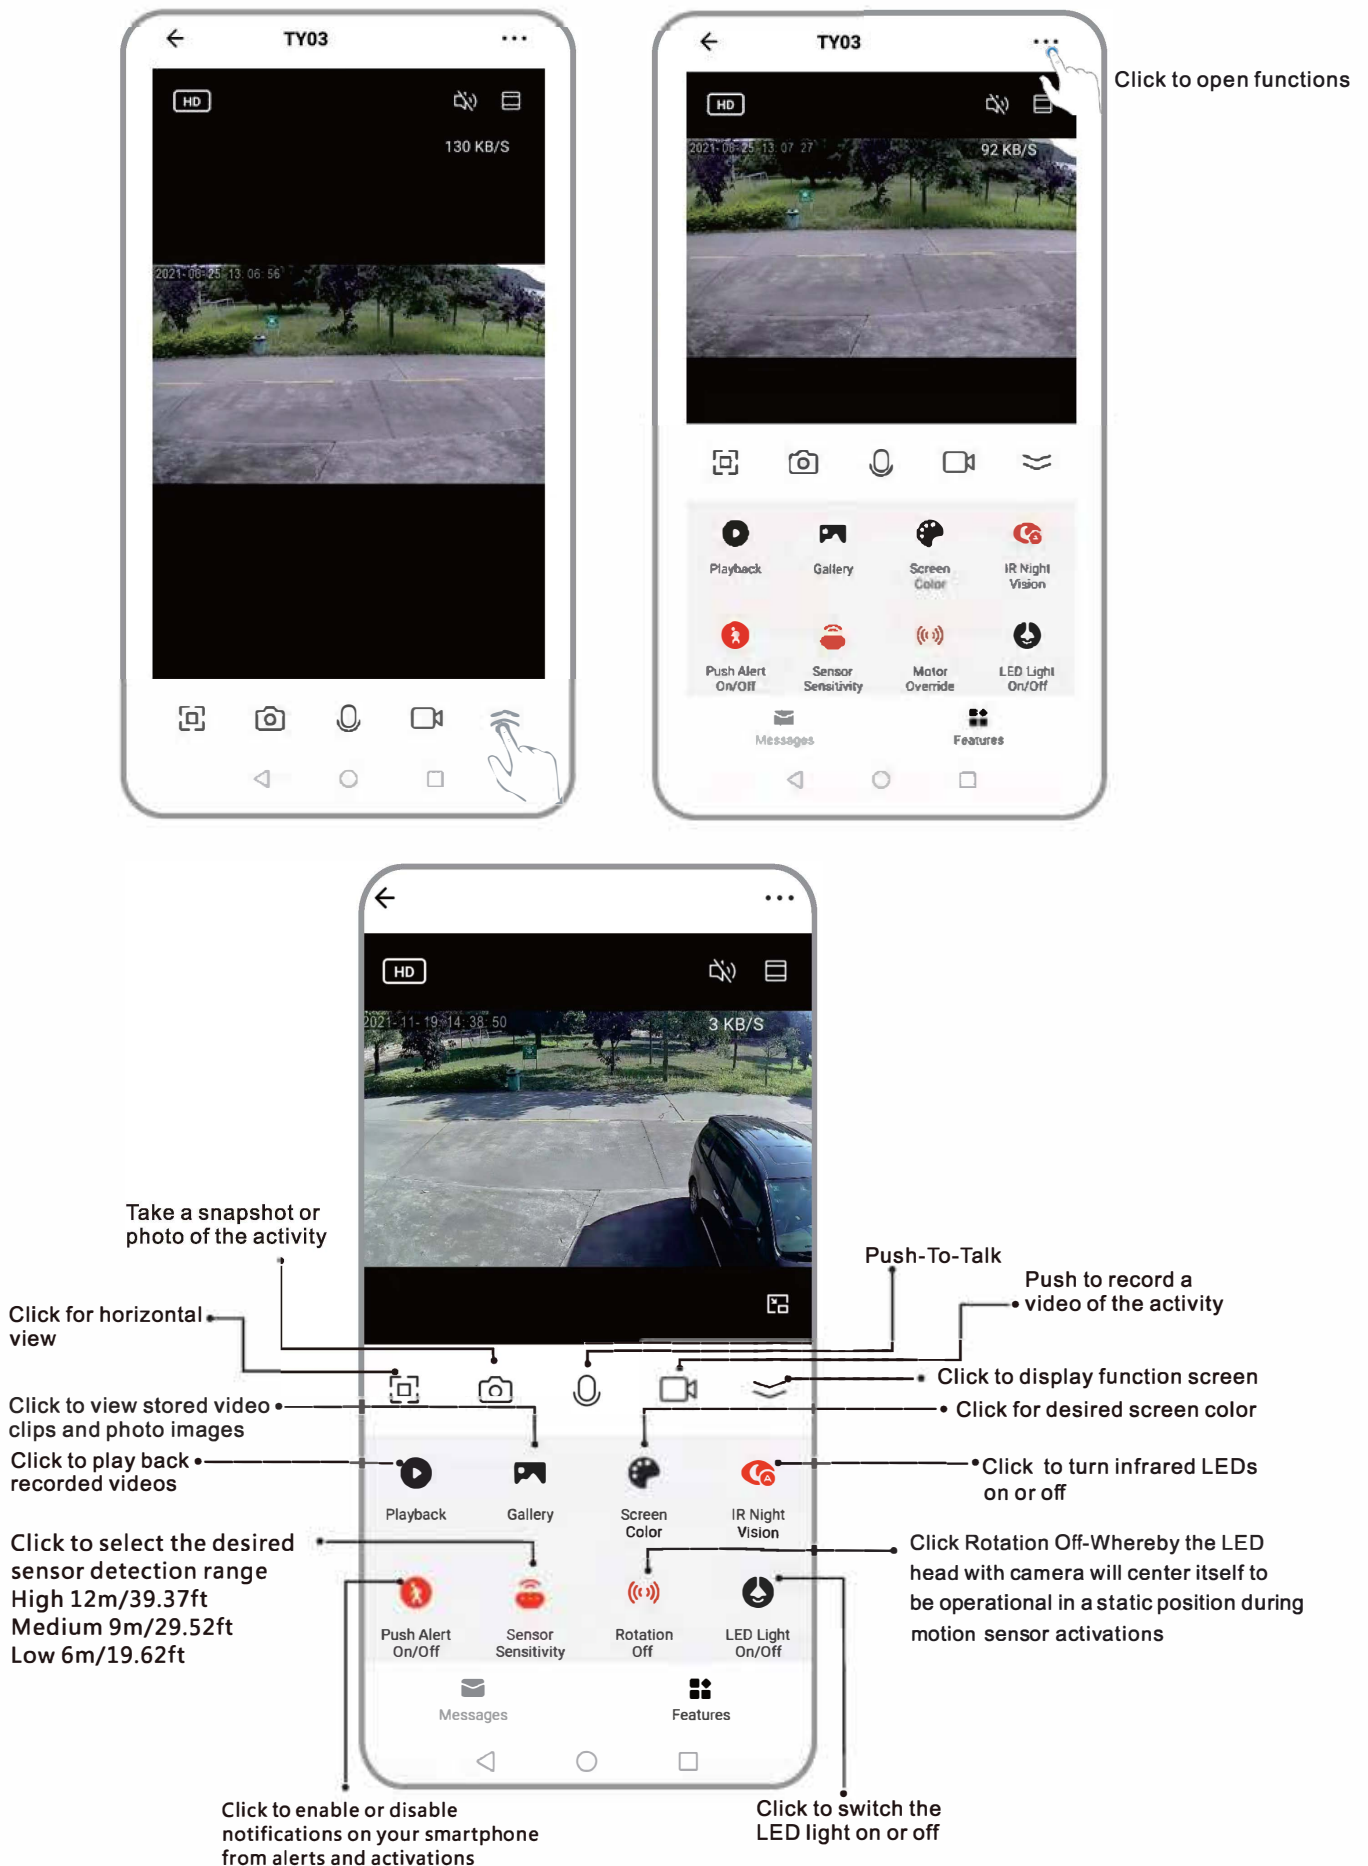 TY03
HD
130 KB/S
2021-08-25 13:06:56
TY03
Click to open functions
HD
2021-08-25 13:07:27
92 KB/S
Playback
Gallery
Screen
Color
IR Night
Vision
Push Alert
On/Off
Sensor
Sensitivity
Motor
Override
LED Light
On/Off
Messages
Features
HD
2021-11-19 14:38:50
3 KB/S
Take a snapshot or
photo of the activity
Push-To-Talk
Push to record a
video of the activity
Click for horizontal
view
Click to display function screen
Click to view stored video
clips and photo images
Click for desired screen color
Click to play back
recorded videos
Click to turn infrared LEDs
on or off
Playback
Gallery
Screen
Color
IR Night
Vision
Click to select the desired
sensor detection range
High 12m/39.37ft
Medium 9m/29.52ft
Low 6m/19.62ft
Click Rotation Off-Whereby the LED
head with camera will center itself to
be operational in a static position during
motion sensor activations
Push Alert
On/Off
Sensor
Sensitivity
Rotation
Off
LED Light
On/Off
Messages
Features
Click to enable or disable
notifications on your smartphone
from alerts and activations
Click to switch the
LED light on or off